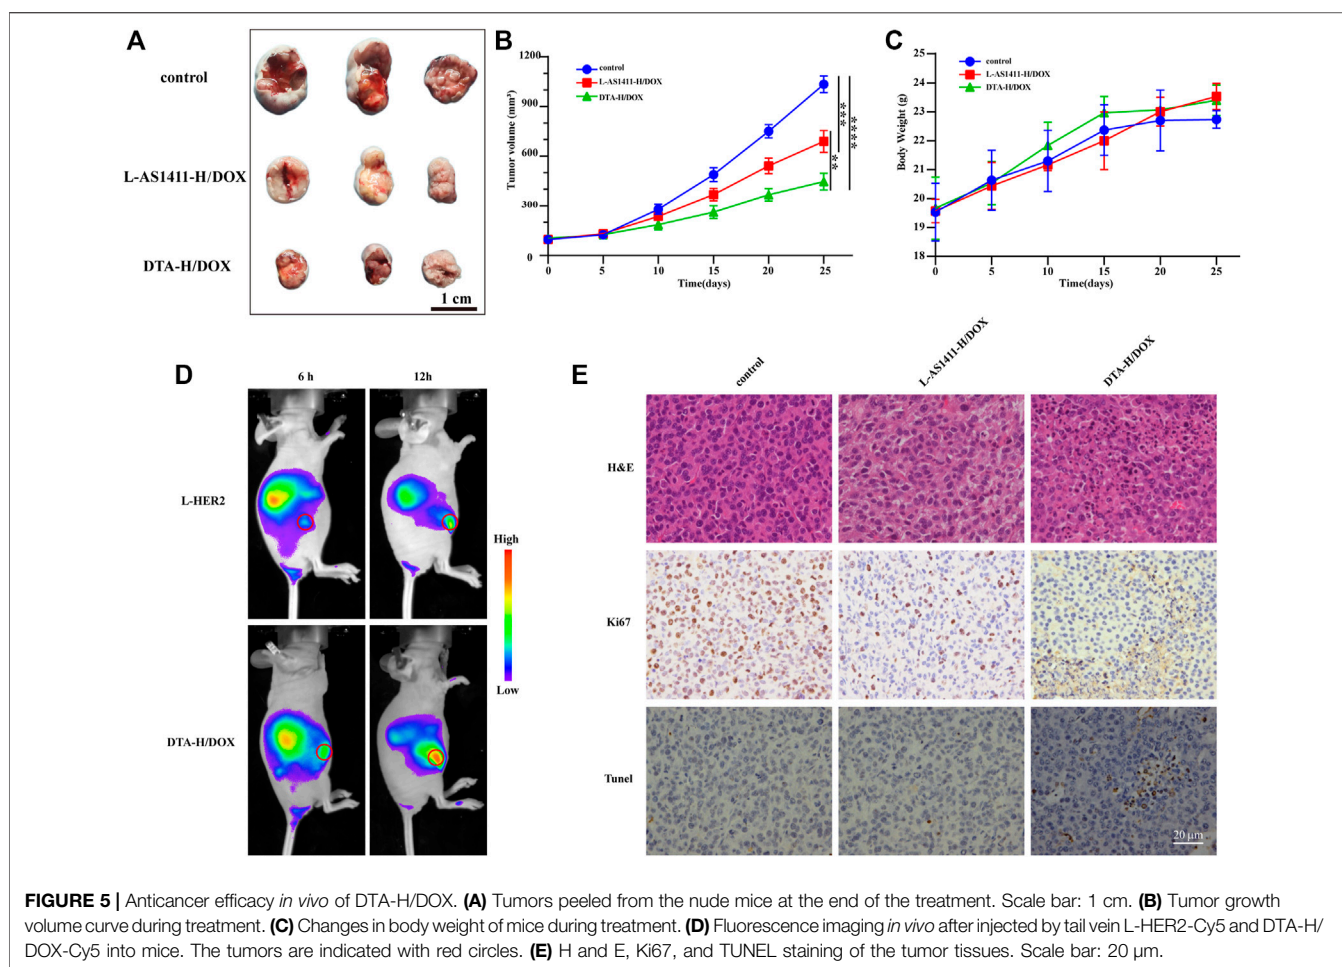 A
control
L-AS1411-H/DOX
DTA-H/DOX
1 cm
B
1200
900
600
300
0
Tumor volume (mm³)
control
L-AS1411-H/DOX
DTA-H/DOX
**
***
****
0 5 10 15 20 25
Time(days)
C
25
24
23
22
21
20
19
18
Body Weight (g)
control
L-AS1411-H/DOX
DTA-H/DOX
0 5 10 15 20 25
Time(days)
D
6 h 12h
L-HER2
DTA-H/DOX
High
Low
E
control L-AS1411-H/DOX DTA-H/DOX
H&E
Ki67
Tunel
20 μm
FIGURE 5 | Anticancer efficacy in vivo of DTA-H/DOX. (A) Tumors peeled from the nude mice at the end of the treatment. Scale bar: 1 cm. (B) Tumor growth
volume curve during treatment. (C) Changes in body weight of mice during treatment. (D) Fluorescence imaging in vivo after injected by tail vein L-HER2-Cy5 and DTA-H/
DOX-Cy5 into mice. The tumors are indicated with red circles. (E) H and E, Ki67, and TUNEL staining of the tumor tissues. Scale bar: 20 μm.